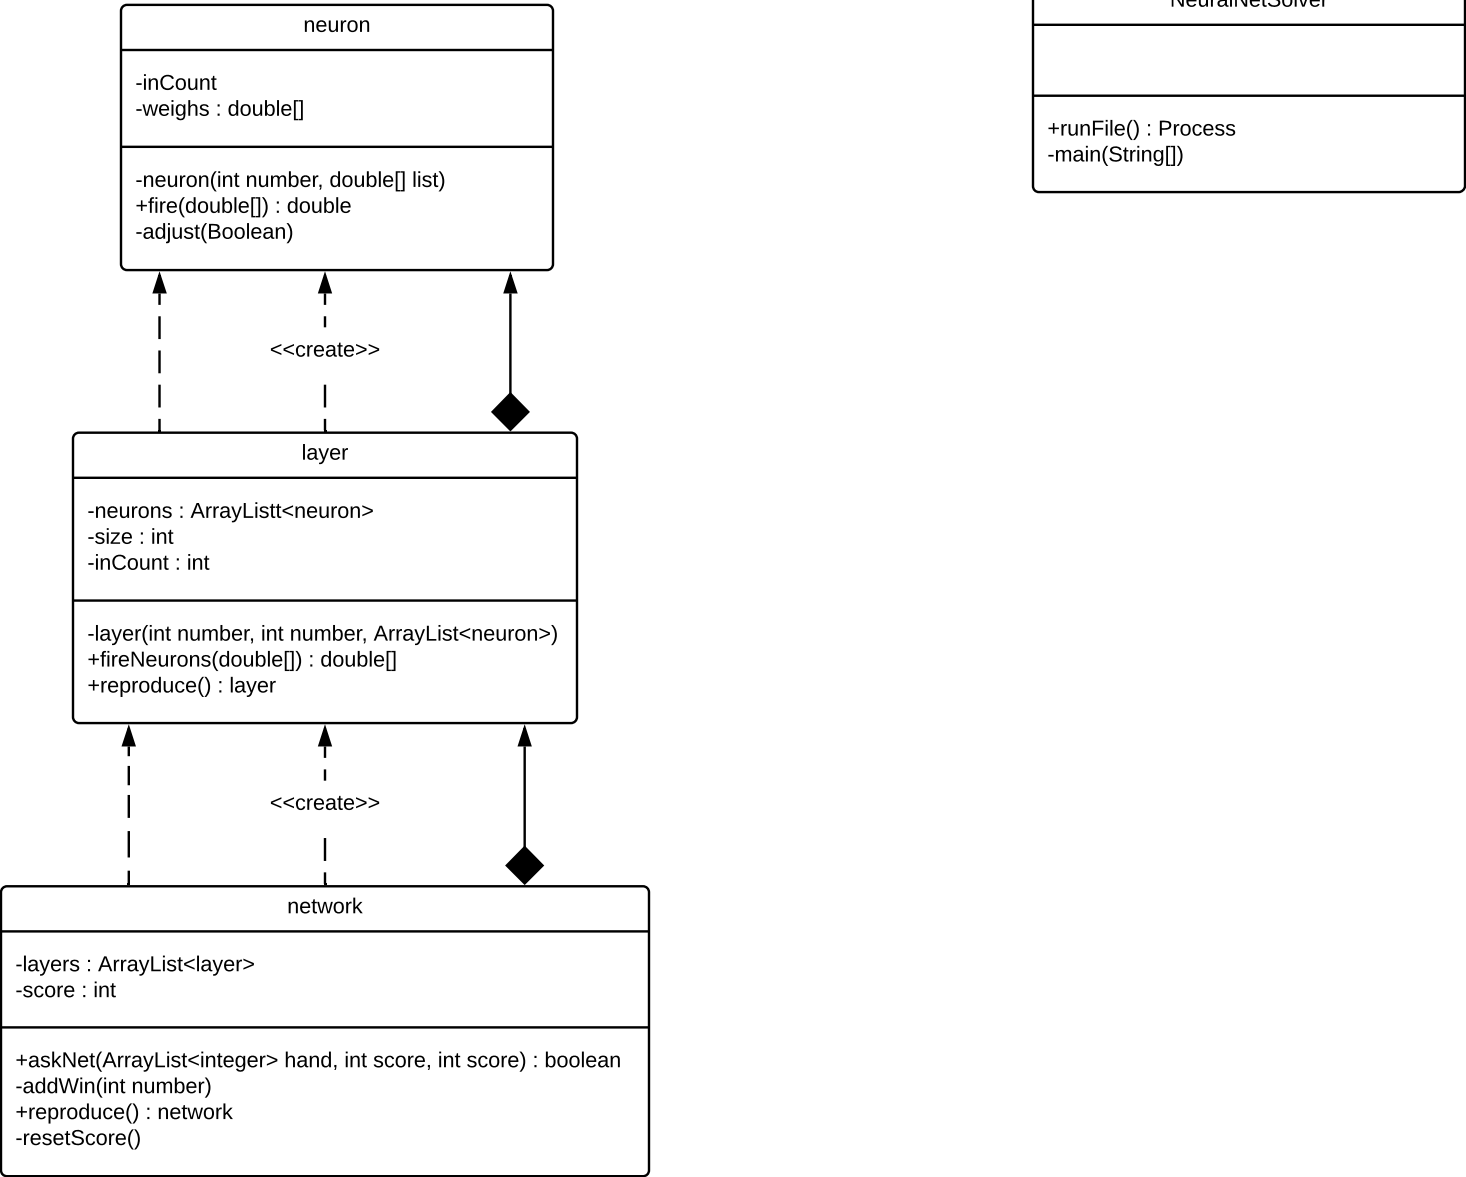 neuron
-inCount
-weighs : double[]
-neuron(int number, double[] list)
+fire(double[]) : double
-adjust(Boolean)
NeuralNetSolver
+runFile() : Process
-main(String[])
<<create>>
layer
-neurons : ArrayListt<neuron>
-size : int
-inCount : int
-layer(int number, int number, ArrayList<neuron>)
+fireNeurons(double[]) : double[]
+reproduce() : layer
<<create>>
network
-layers : ArrayList<layer>
-score : int
+askNet(ArrayList<integer> hand, int score, int score) : boolean
-addWin(int number)
+reproduce() : network
-resetScore()